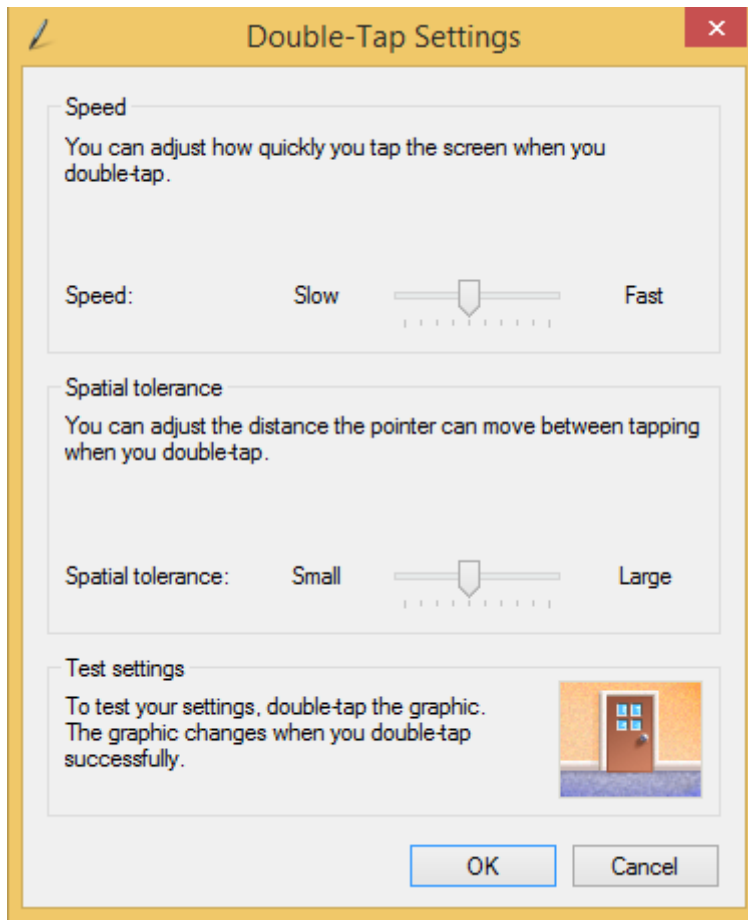 Double-Tap Settings
Speed
You can adjust how quickly you tap the screen when you
double-tap.
Speed: Slow Fast
Spatial tolerance
You can adjust the distance the pointer can move between tapping
when you double-tap.
Spatial tolerance: Small Large
Test settings
To test your settings, double-tap the graphic.
The graphic changes when you double-tap
successfully.
OK Cancel